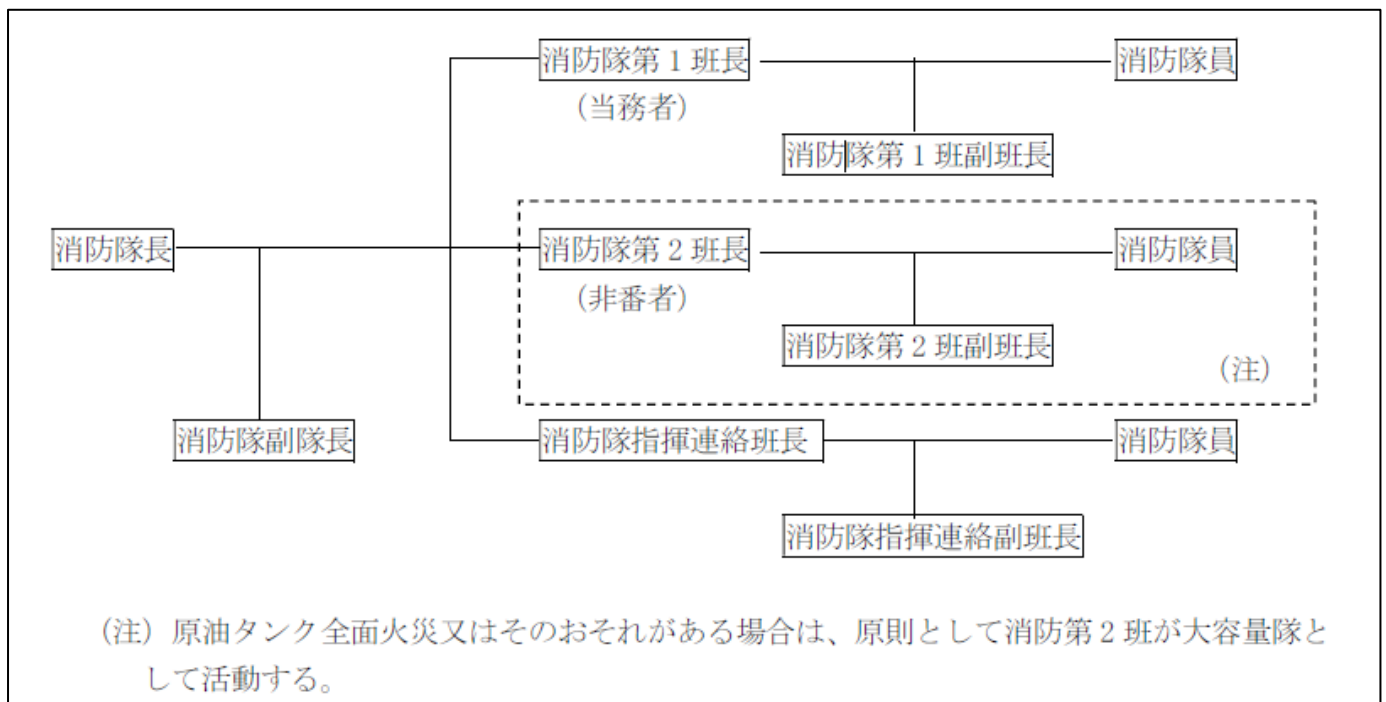 消防隊第1班長
消防隊員
(当務者)
消防隊第1班副班長
消防隊長
消防隊第2班長
消防隊員
(非番者)
消防隊第2班副班長
(注)
消防隊副隊長
消防隊指揮連絡班長
消防隊員
消防隊指揮連絡副班長
(注) 原油タンク全面火災又はそのおそれがある場合は、原則として消防第2班が大容量隊と
して活動する。